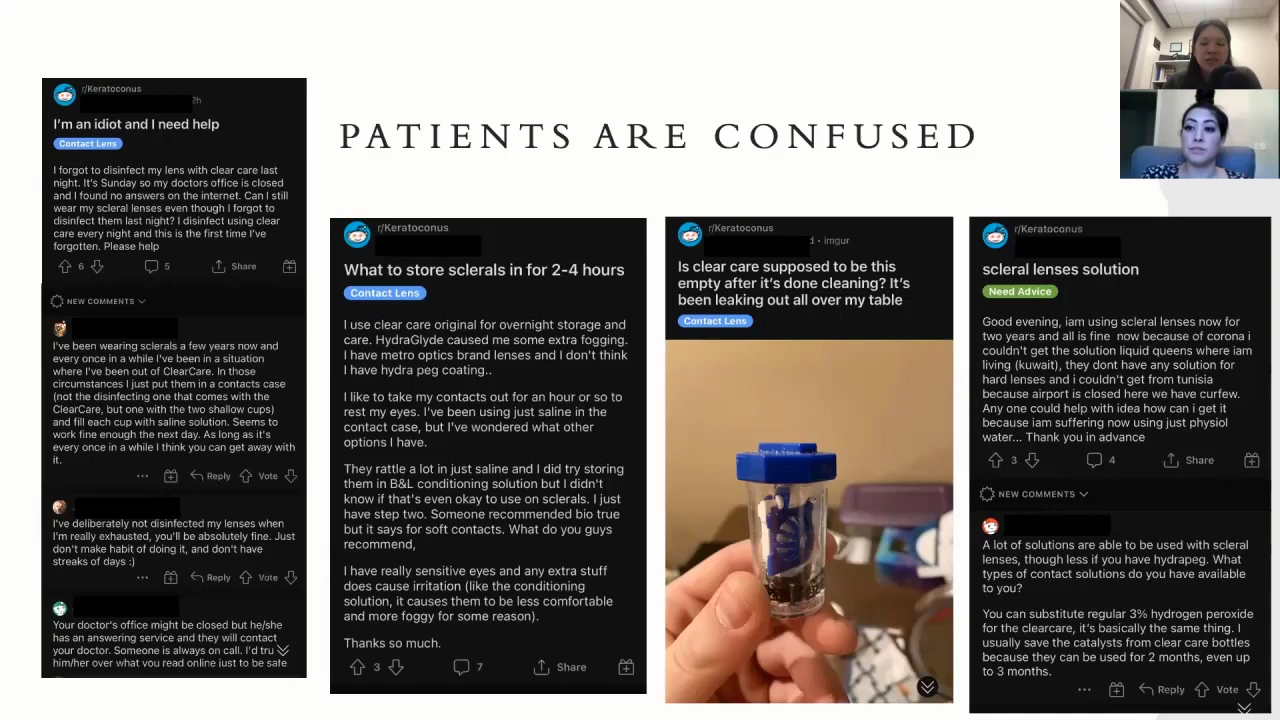 PATIENTS ARE CONFUSED
r/Keratoconus
2h
I'm an idiot and I need help
Contact Lens
I forgot to disinfect my lens with clear care last
night. It's Sunday so my doctors office is closed
and I found no answers on the internet. Can I still
wear my scleral lenses even though I forgot to
disinfect them last night? I disinfect using clear
care every night and this is the first time I've
forgotten. Please help
6
5
Share
NEW COMMENTS
I've been wearing sclerals a few years now and
every once in a while I've been in a situation
where I've been out of ClearCare. In those
circumstances I just put them in a contacts case
(not the disinfecting one that comes with the
ClearCare, but one with the two shallow cups)
and fill each cup with saline solution. Seems to
work fine enough the next day. As long as it's
every once in a while I think you can get away with
it.
Reply
Vote
I've deliberately not disinfected my lenses when
I'm really exhausted, you'll be absolutely fine. Just
don't make habit of doing it, and don't have
streaks of days :)
Reply
Vote
Your doctor's office might be closed but he/she
has an answering service and they will contact
your doctor. Someone is always on call. I'd tru
him/her over what you read online just to be safe
r/Keratoconus
What to store sclerals in for 2-4 hours
Contact Lens
I use clear care original for overnight storage and
care. HydraGlyde caused me some extra fogging.
I have metro optics brand lenses and I don't think
I have hydra peg coating..
I like to take my contacts out for an hour or so to
rest my eyes. I've been using just saline in the
contact case, but I've wondered what other
options I have.
They rattle a lot in just saline and I did try storing
them in B&L conditioning solution but I didn't
know if that's even okay to use on sclerals. I just
have step two. Someone recommended bio true
but it says for soft contacts. What do you guys
recommend,
I have really sensitive eyes and any extra stuff
does cause irritation (like the conditioning
solution, it causes them to be less comfortable
and more foggy for some reason).
Thanks so much.
3
7
Share
r/Keratoconus
d • imgur
Is clear care supposed to be this
empty after it's done cleaning? It's
been leaking out all over my table
Contact Lens
r/Keratoconus
scleral lenses solution
Need Advice
Good evening, iam using scleral lenses now for
two years and all is fine now because of corona i
couldn't get the solution liquid queens where iam
living (kuwait), they dont have any solution for
hard lenses and i couldn't get from tunisia
because airport is closed here we have curfew.
Any one could help with idea how can i get it
because iam suffering now using just physiol
water... Thank you in advance
3
4
Share
NEW COMMENTS
A lot of solutions are able to be used with scleral
lenses, though less if you have hydrapeg. What
types of contact solutions do you have available
to you?
You can substitute regular 3% hydrogen peroxide
for the clearcare, it's basically the same thing. I
usually save the catalysts from clear care bottles
because they can be used for 2 months, even up
to 3 months.
Reply
Vote